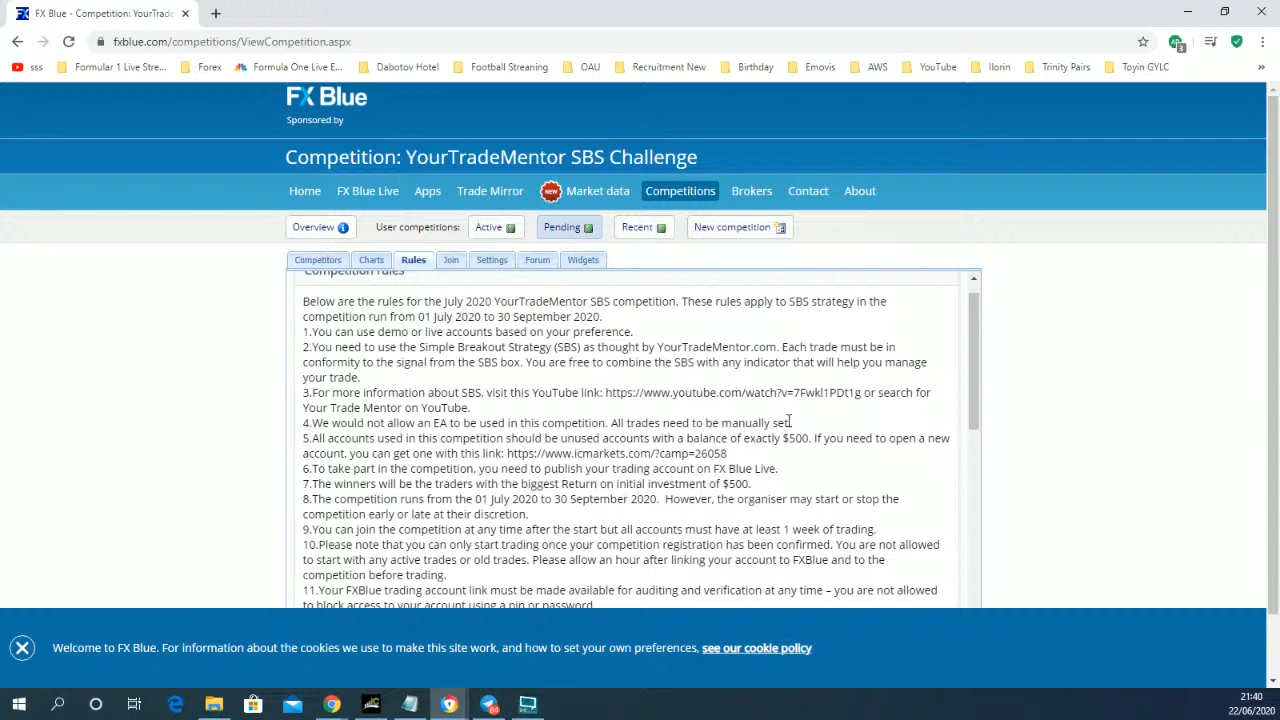 FX Blue - Competition: YourTrade
fxblue.com/competitions/ViewCompetition.aspx
3
sss
Formular 1 Live Stre...
Forex
Formula One Live E...
Dabotov Hotel
Football Streaming
OAU
Recruitment New
Birthday
Emovis
AWS
YouTube
Ilorin
Trinity Pairs
Toyin GYLC
FX Blue
Sponsored by
Competition: YourTradeMentor SBS Challenge
Home
FX Blue Live
Apps
Trade Mirror
NEW
Market data
Competitions
Brokers
Contact
About
Overview
User competitions:
Active
Pending
Recent
New competition
Competitors
Charts
Rules
Join
Settings
Forum
Widgets
Competition rules
Below are the rules for the July 2020 YourTradeMentor SBS competition. These rules apply to SBS strategy in the
competition run from 01 July 2020 to 30 September 2020.
1.You can use demo or live accounts based on your preference.
2.You need to use the Simple Breakout Strategy (SBS) as thought by YourTradeMentor.com. Each trade must be in
conformity to the signal from the SBS box. You are free to combine the SBS with any indicator that will help you manage
your trade.
3.For more information about SBS, visit this YouTube link: https://www.youtube.com/watch?v=7Fwkl1PDt1g or search for
Your Trade Mentor on YouTube.
4.We would not allow an EA to be used in this competition. All trades need to be manually set.
5.All accounts used in this competition should be unused accounts with a balance of exactly $500. If you need to open a new
account, you can get one with this link: https://www.icmarkets.com/?camp=26058
6.To take part in the competition, you need to publish your trading account on FX Blue Live.
7.The winners will be the traders with the biggest Return on initial investment of $500.
8.The competition runs from the 01 July 2020 to 30 September 2020. However, the organiser may start or stop the
competition early or late at their discretion.
9.You can join the competition at any time after the start but all accounts must have at least 1 week of trading.
10.Please note that you can only start trading once your competition registration has been confirmed. You are not allowed
to start with any active trades or old trades. Please allow an hour after linking your account to FXBlue and to the
competition before trading.
11.Your FXBlue trading account link must be made available for auditing and verification at any time – you are not allowed
to block access to your account using a pin or password.
Welcome to FX Blue. For information about the cookies we use to make this site work, and how to set your own preferences, see our cookie policy
84
21:40
22/06/2020